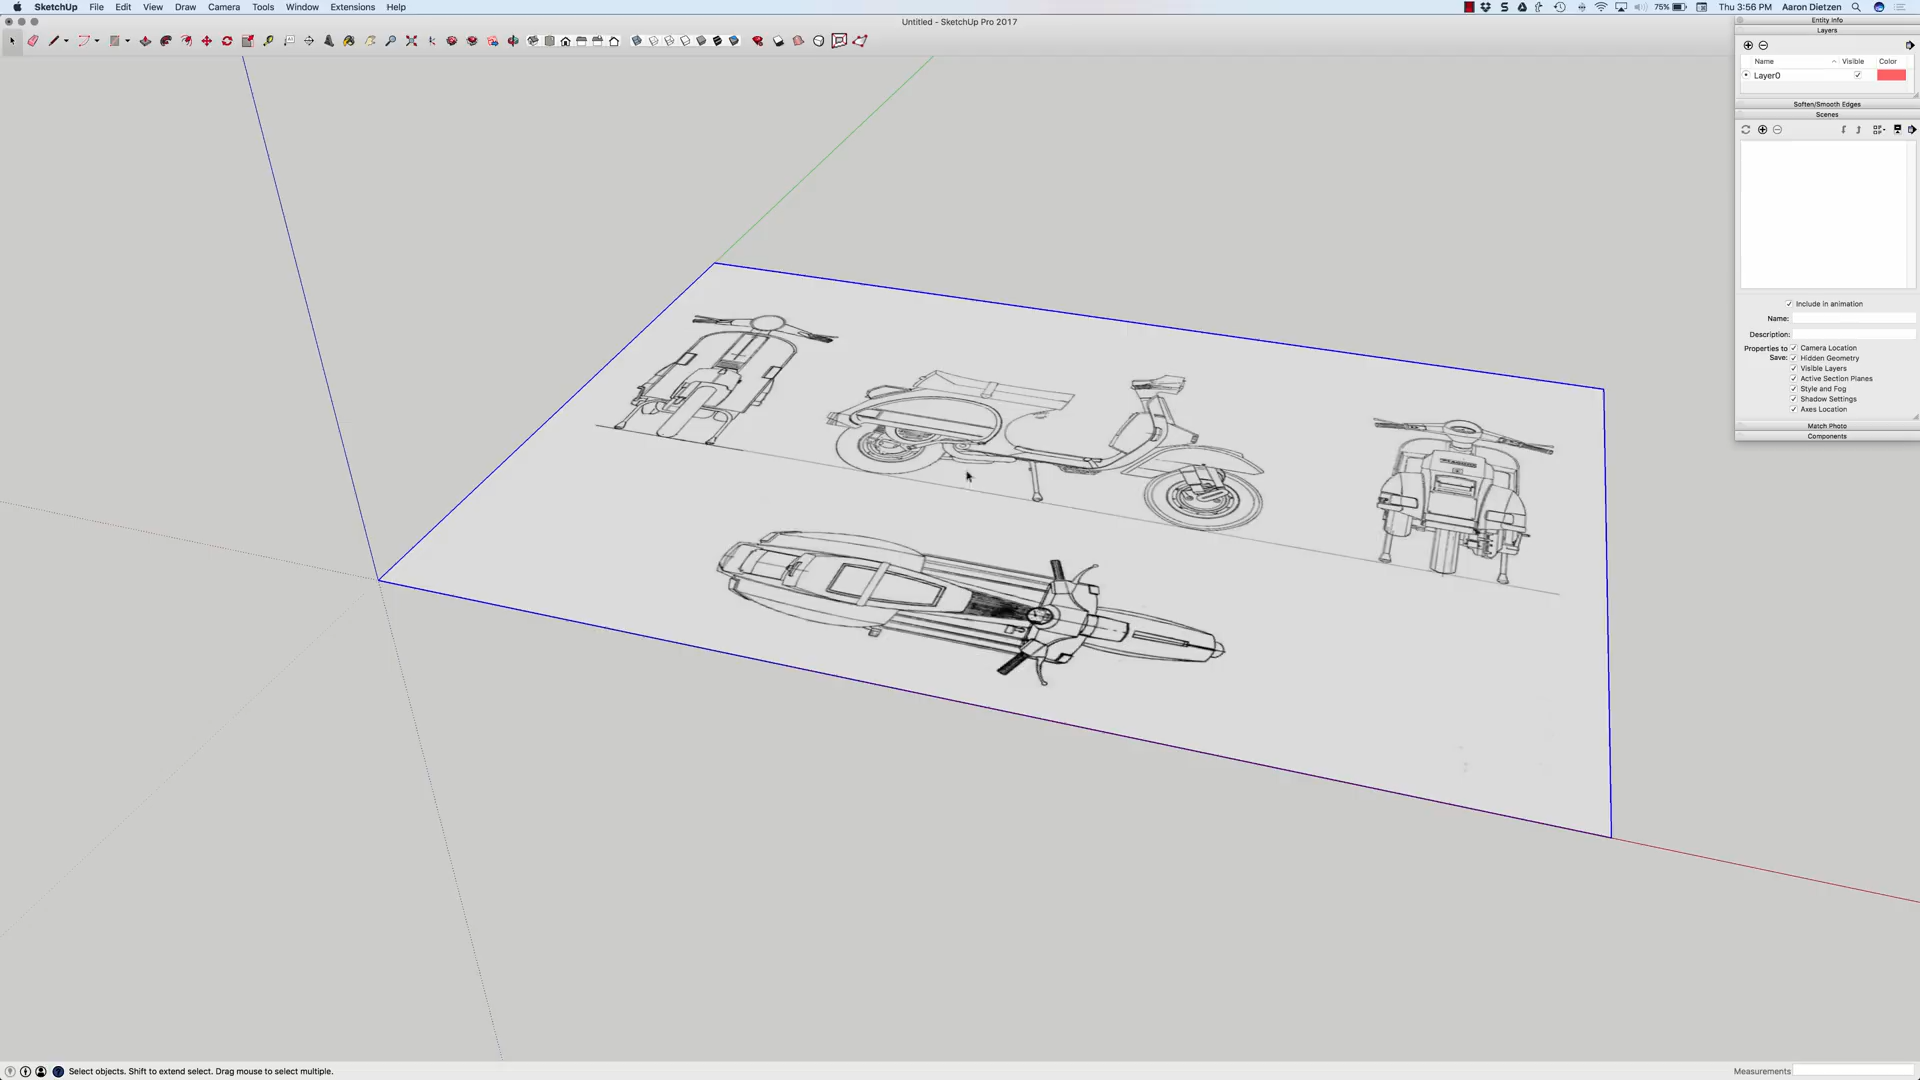 SketchUp File Edit View Draw Camera Tools Window Extensions Help
75% Thu 3:56 PM Aaron Dietzen
Untitled - SketchUp Pro 2017
Entity Info
Layers
Name Visible Color
Layer0
Soften/Smooth Edges
Scenes
Include in animation
Name:
Description:
Properties to Save: Camera Location
Hidden Geometry
Visible Layers
Active Section Planes
Style and Fog
Shadow Settings
Axes Location
Match Photo
Components
Select objects. Shift to extend select. Drag mouse to select multiple.
Measurements